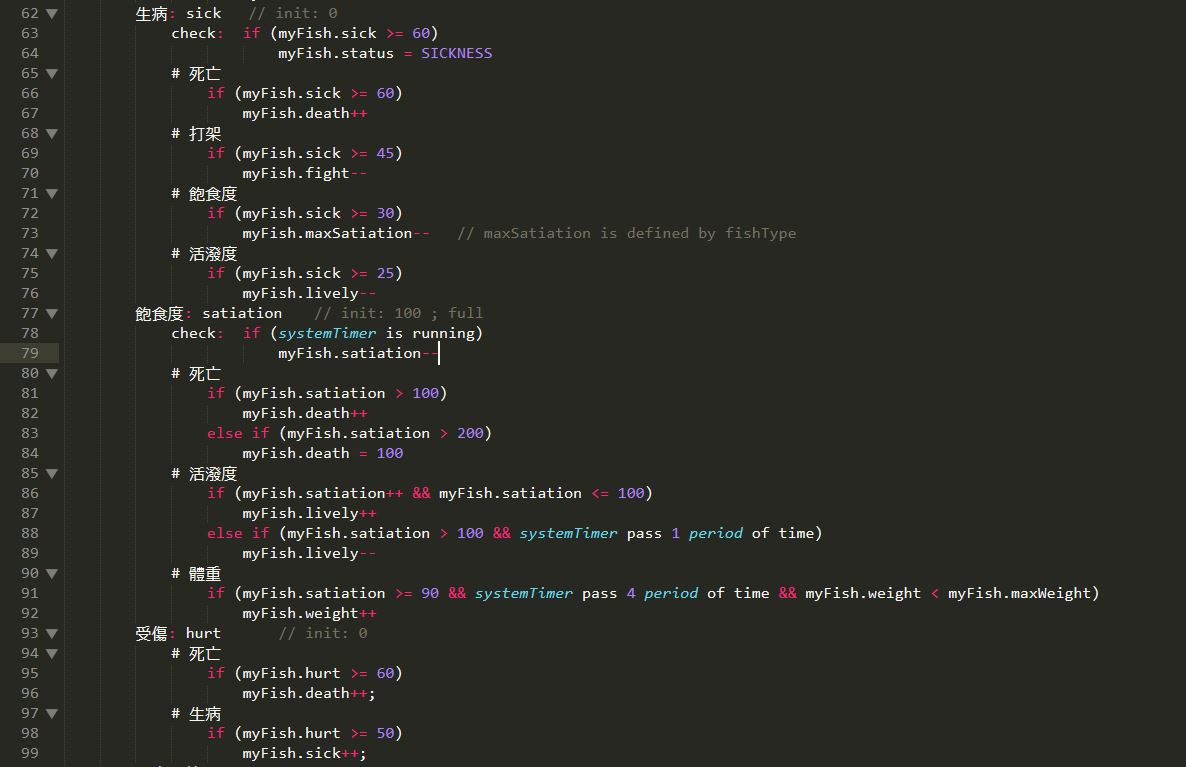 62 ▼ 生病: sick // init: 0
63 check: if (myFish.sick >= 60)
64 myFish.status = SICKNESS
65 ▼ # 死亡
66 if (myFish.sick >= 60)
67 myFish.death++
68 ▼ # 打架
69 if (myFish.sick >= 45)
70 myFish.fight--
71 ▼ # 飽食度
72 if (myFish.sick >= 30)
73 myFish.maxSatiation-- // maxSatiation is defined by fishType
74 ▼ # 活潑度
75 if (myFish.sick >= 25)
76 myFish.lively--
77 ▼ 飽食度: satiation // init: 100 ; full
78 check: if (systemTimer is running)
79 myFish.satiation--
80 ▼ # 死亡
81 if (myFish.satiation > 100)
82 myFish.death++
83 else if (myFish.satiation > 200)
84 myFish.death = 100
85 ▼ # 活潑度
86 if (myFish.satiation++ && myFish.satiation <= 100)
87 myFish.lively++
88 else if (myFish.satiation > 100 && systemTimer pass 1 period of time)
89 myFish.lively--
90 ▼ # 體重
91 if (myFish.satiation >= 90 && systemTimer pass 4 period of time && myFish.weight < myFish.maxWeight)
92 myFish.weight++
93 ▼ 受傷: hurt // init: 0
94 ▼ # 死亡
95 if (myFish.hurt >= 60)
96 myFish.death++;
97 ▼ # 生病
98 if (myFish.hurt >= 50)
99 myFish.sick++;